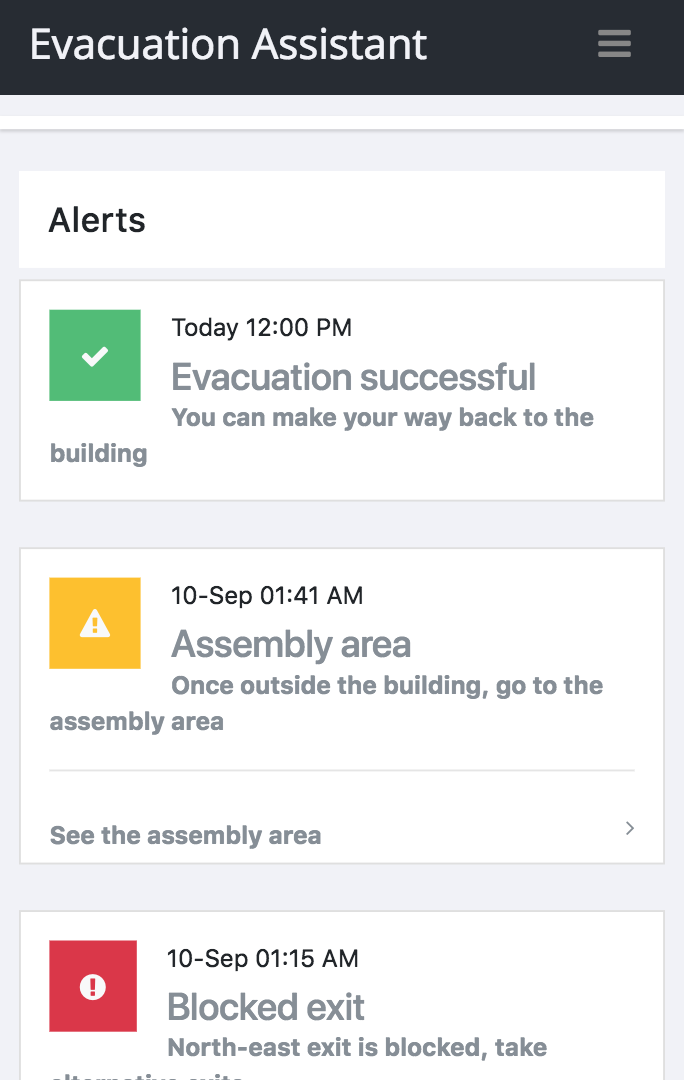 Evacuation Assistant
Alerts
Today 12:00 PM
Evacuation successful
You can make your way back to the
building
10-Sep 01:41 AM
Assembly area
Once outside the building, go to the
assembly area
See the assembly area
10-Sep 01:15 AM
Blocked exit
North-east exit is blocked, take
alternative exits